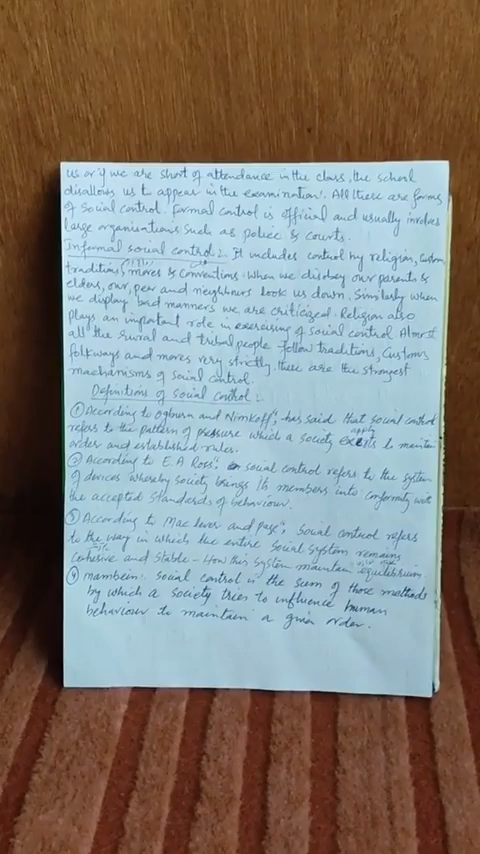 us or if we are short of attendance in the class, the school
disallows us to appear in the examination. All these are forms
of social control. Formal control is official and usually involves
large organisations such as police & courts.
Informal social control :- It includes control by religion, custom
traditions, mores & conventions. When we disobey our parents &
elders, our, peer and neighbours look us down. Similarly when
we display bad manners we are criticized. Religion also
plays an important role in exercising of social control Almost
all the rural and tribal people follow traditions, Customs,
folkways and mores very strictly. These are the strongest
mechanisms of social control.
Definitions of social control :
① According to Ogburn and Nimkoff", has said that social control
refers to the pattern of pressure which a society exerts to maintain
apply
order and established rules.
② According to E.A Ross". social control refers to the system
of devices whereby society brings its members into conformity with
the accepted standards of behaviour.
③ According to Mac Iever and page", Social control refers
to the way in which the entire social system remains
Cohesive and Stable - How this system maintain equilibrium.
④ mambein: social control is the sum of those methods
by which a society tries to influence human
behaviour to maintain a given order.